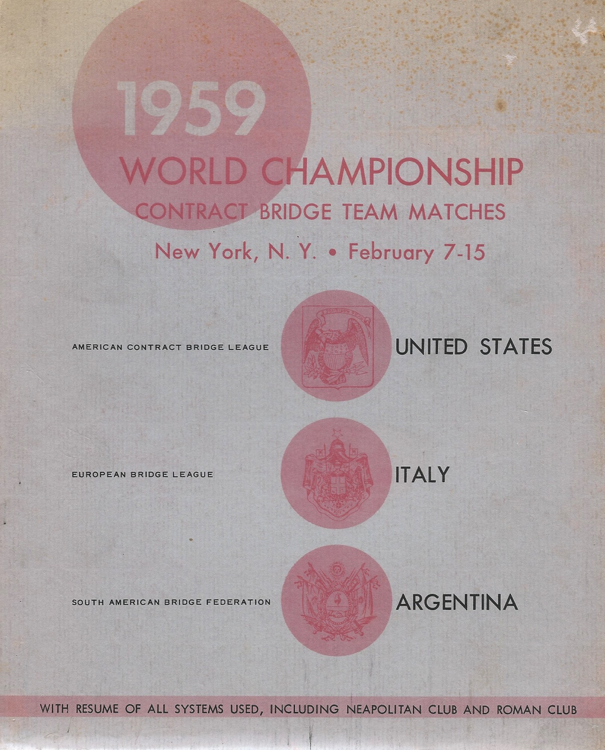 1959
WORLD CHAMPIONSHIP
CONTRACT BRIDGE TEAM MATCHES
New York, N. Y. • February 7-15
AMERICAN CONTRACT BRIDGE LEAGUE
UNITED STATES
EUROPEAN BRIDGE LEAGUE
ITALY
SOUTH AMERICAN BRIDGE FEDERATION
ARGENTINA
WITH RESUME OF ALL SYSTEMS USED, INCLUDING NEAPOLITAN CLUB AND ROMAN CLUB